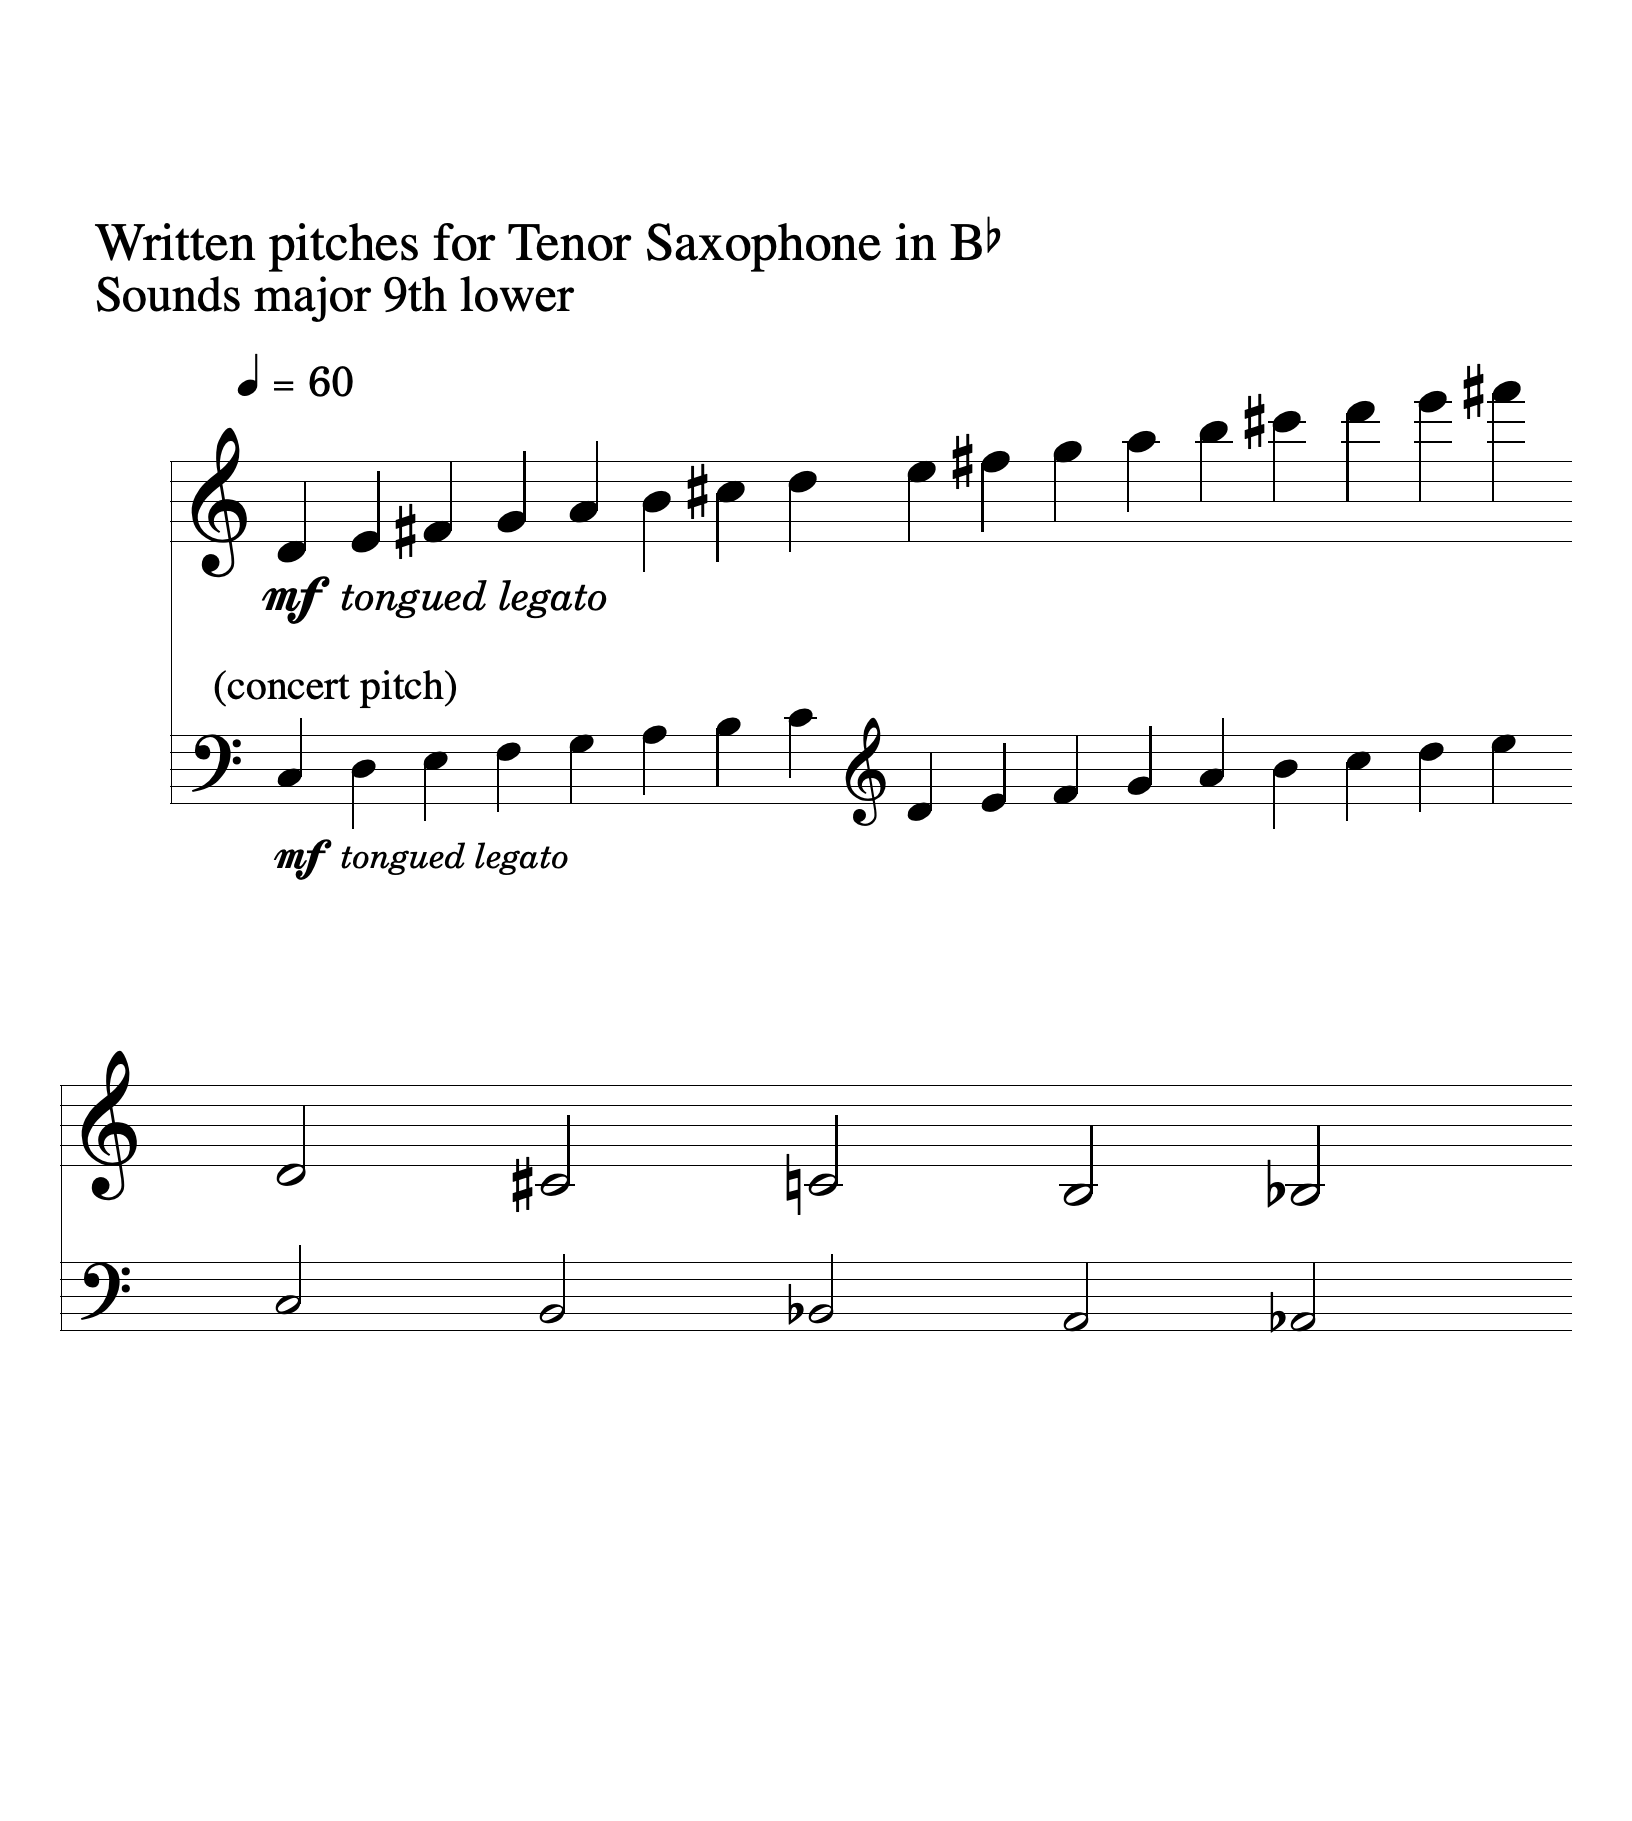 Written pitches for Tenor Saxophone in B♭
Sounds major 9th lower
♩ = 60
mf tongued legato
(concert pitch)
mf tongued legato